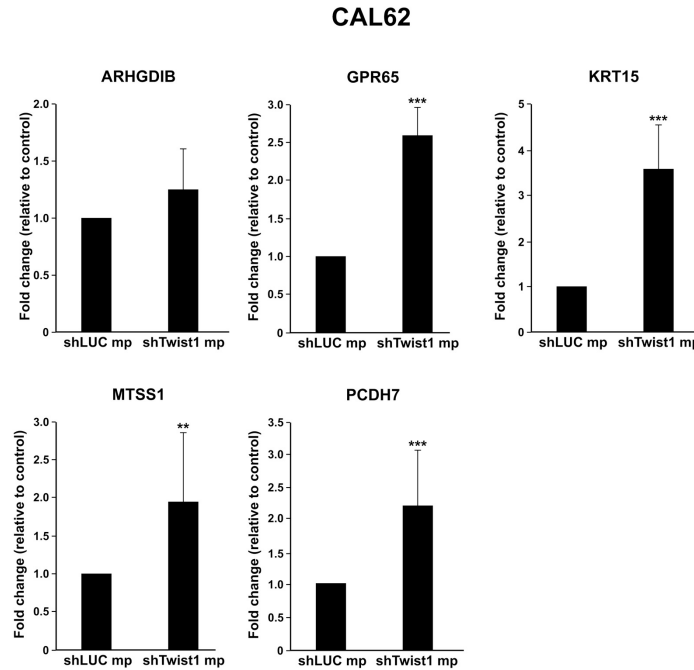 CAL62
ARHGDIB
Fold change (relative to control)
2.0
1.5
1.0
0.5
0
shLUC mp shTwist1 mp
GPR65
Fold change (relative to control)
3.0
2.5
2.0
1.5
1.0
0.5
0
***
shLUC mp shTwist1 mp
KRT15
Fold change (relative to control)
5
4
3
2
1
0
***
shLUC mp shTwist1 mp
MTSS1
Fold change (relative to control)
3.0
2.5
2.0
1.5
1.0
0.5
0
**
shLUC mp shTwist1 mp
PCDH7
Fold change (relative to control)
3.5
3.0
2.5
2.0
1.5
1.0
0.5
0
***
shLUC mp shTwist1 mp